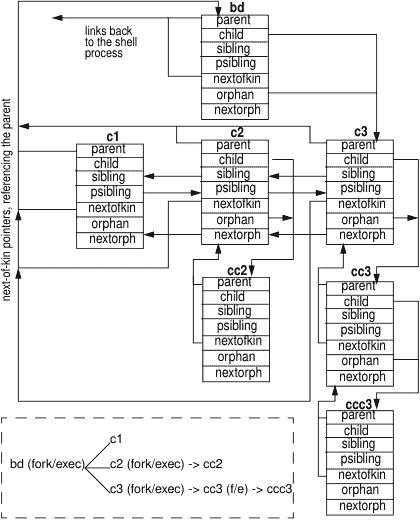 bd
parent
child
sibling
psibling
nextofkin
orphan
nextorph
links back
to the shell
process
next-of-kin pointers, referencing the parent
c1
parent
child
sibling
psibling
nextofkin
orphan
nextorph
c2
parent
child
sibling
psibling
nextofkin
orphan
nextorph
c3
parent
child
sibling
psibling
nextofkin
orphan
nextorph
cc2
parent
child
sibling
psibling
nextofkin
orphan
nextorph
cc3
parent
child
sibling
psibling
nextofkin
orphan
nextorph
ccc3
parent
child
sibling
psibling
nextofkin
orphan
nextorph
c1
bd (fork/exec)
c2 (fork/exec) -> cc2
c3 (fork/exec) -> cc3 (f/e) -> ccc3